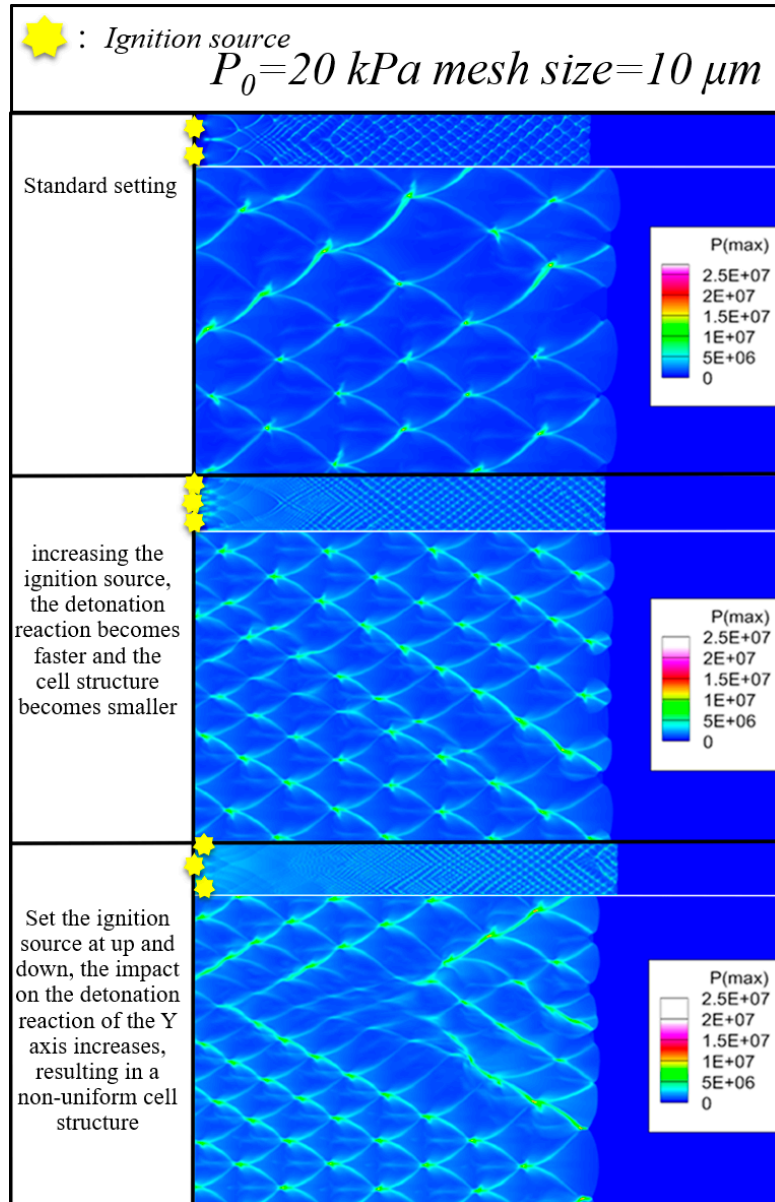 : Ignition source
P0=20 kPa mesh size=10 μm
Standard setting
P(max)
2.5E+07
2E+07
1.5E+07
1E+07
5E+06
0
increasing the
ignition source,
the detonation
reaction becomes
faster and the
cell structure
becomes smaller
P(max)
2.5E+07
2E+07
1.5E+07
1E+07
5E+06
0
Set the ignition
source at up and
down, the impact
on the detonation
reaction of the Y
axis increases,
resulting in a
non-uniform cell
structure
P(max)
2.5E+07
2E+07
1.5E+07
1E+07
5E+06
0